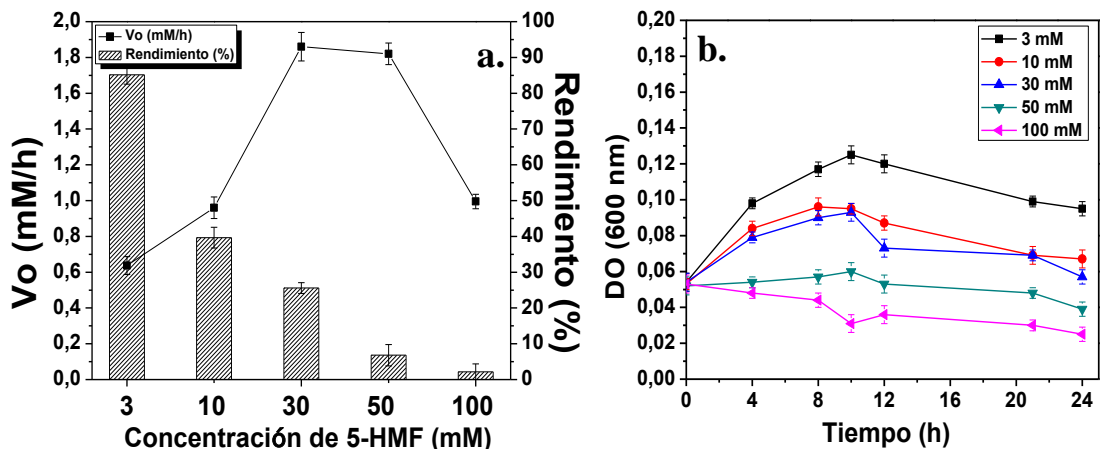 a.
Vo (mM/h)
Rendimiento (%)
2,0
1,8
1,6
1,4
1,2
1,0
0,8
0,6
0,4
0,2
0,0
Vo (mM/h)
100
90
80
70
60
50
40
30
20
10
0
Rendimiento (%)
3 10 30 50 100
Concentración de 5-HMF (mM)
b.
3 mM
10 mM
30 mM
50 mM
100 mM
0,20
0,18
0,16
0,14
0,12
0,10
0,08
0,06
0,04
0,02
0,00
DO (600 nm)
0 4 8 12 16 20 24
Tiempo (h)